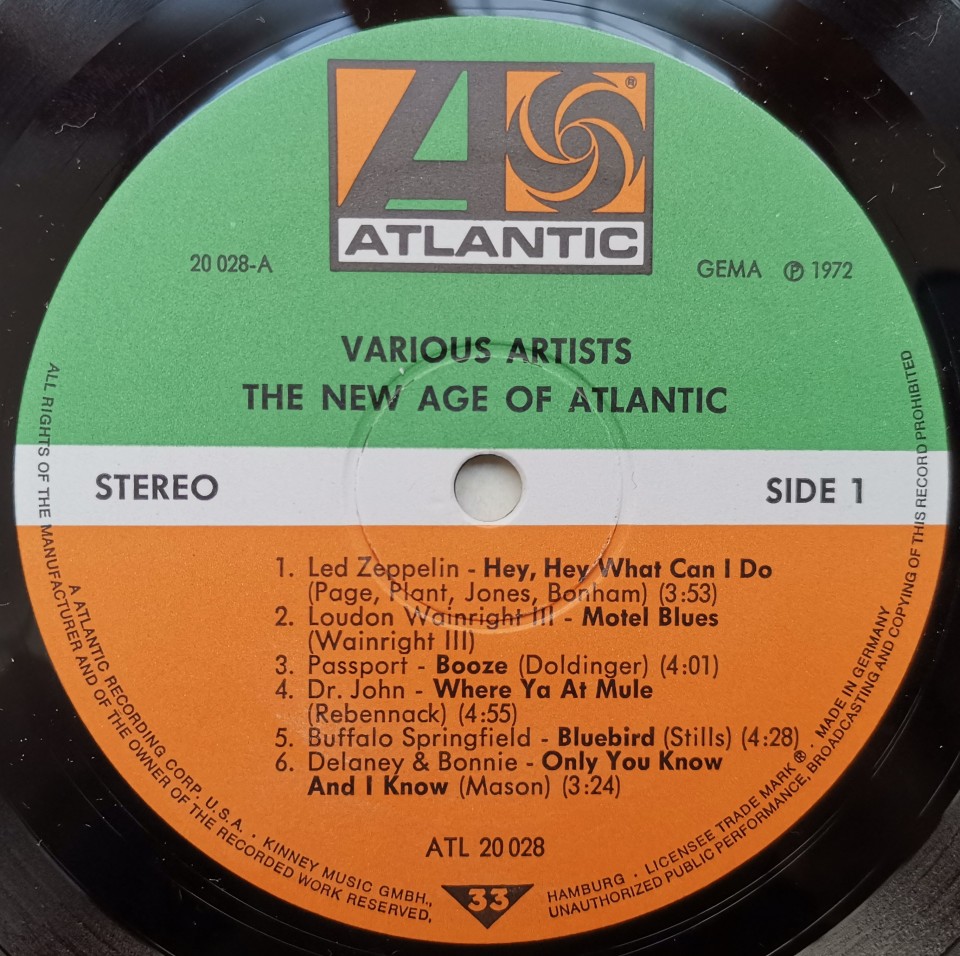 ®
ATLANTIC
20 028-A
GEMA ℗ 1972
VARIOUS ARTISTS
THE NEW AGE OF ATLANTIC
STEREO
SIDE 1
1. Led Zeppelin - Hey, Hey What Can I Do
(Page, Plant, Jones, Bonham) (3:53)
2. Loudon Wainright III - Motel Blues
(Wainright III)
3. Passport - Booze (Doldinger) (4:01)
4. Dr. John - Where Ya At Mule
(Rebennack) (4:55)
5. Buffalo Springfield - Bluebird (Stills) (4:28)
6. Delaney & Bonnie - Only You Know
And I Know (Mason) (3:24)
ATL 20 028
33
A ATLANTIC RECORDING CORP. U.S.A. · KINNEY MUSIC GMBH., HAMBURG · LICENSEE TRADE MARK ® · MADE IN GERMANY
ALL RIGHTS OF THE MANUFACTURER AND OF THE OWNER OF THE RECORDED WORK RESERVED, UNAUTHORIZED PUBLIC PERFORMANCE, BROADCASTING AND COPYING OF THIS RECORD PROHIBITED